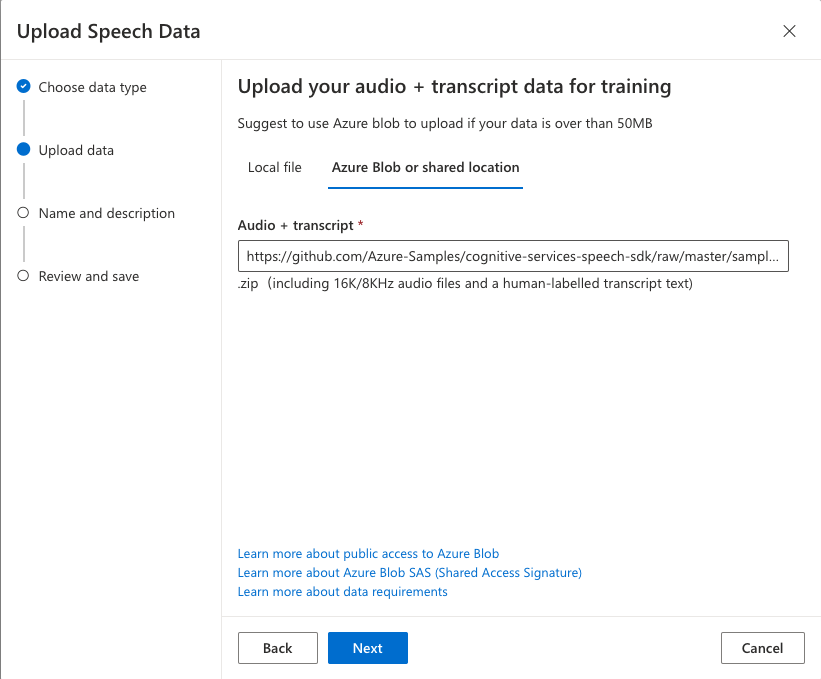 Upload Speech Data
Choose data type
Upload data
Name and description
Review and save
Upload your audio + transcript data for training
Suggest to use Azure blob to upload if your data is over than 50MB
Local file
Azure Blob or shared location
Audio + transcript *
https://github.com/Azure-Samples/cognitive-services-speech-sdk/raw/master/sampl...
.zip (including 16K/8KHz audio files and a human-labelled transcript text)
Learn more about public access to Azure Blob
Learn more about Azure Blob SAS (Shared Access Signature)
Learn more about data requirements
Back
Next
Cancel